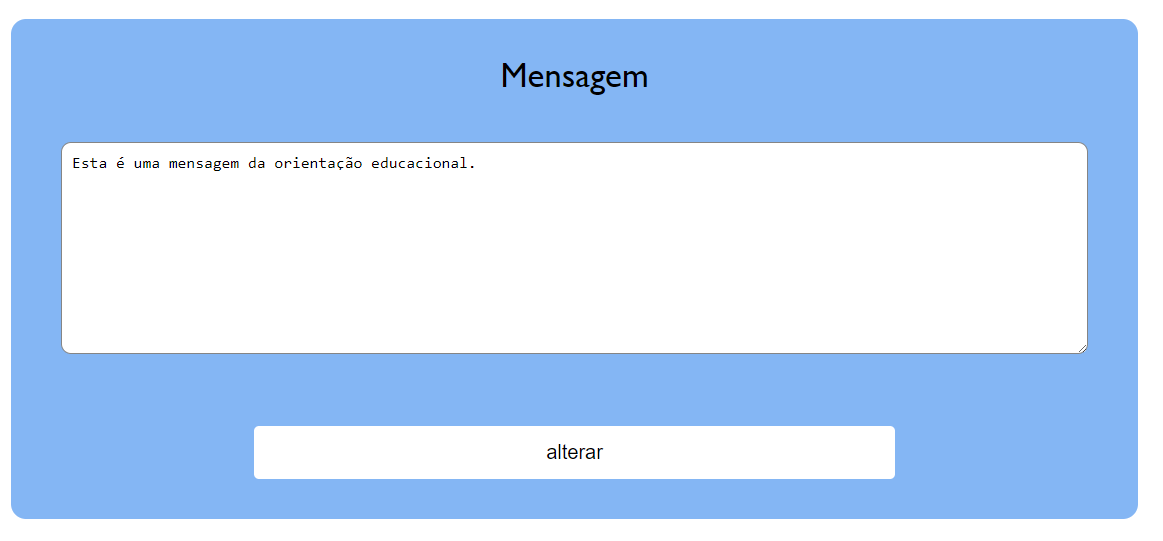 Mensagem
Esta é uma mensagem da orientação educacional.
alterar